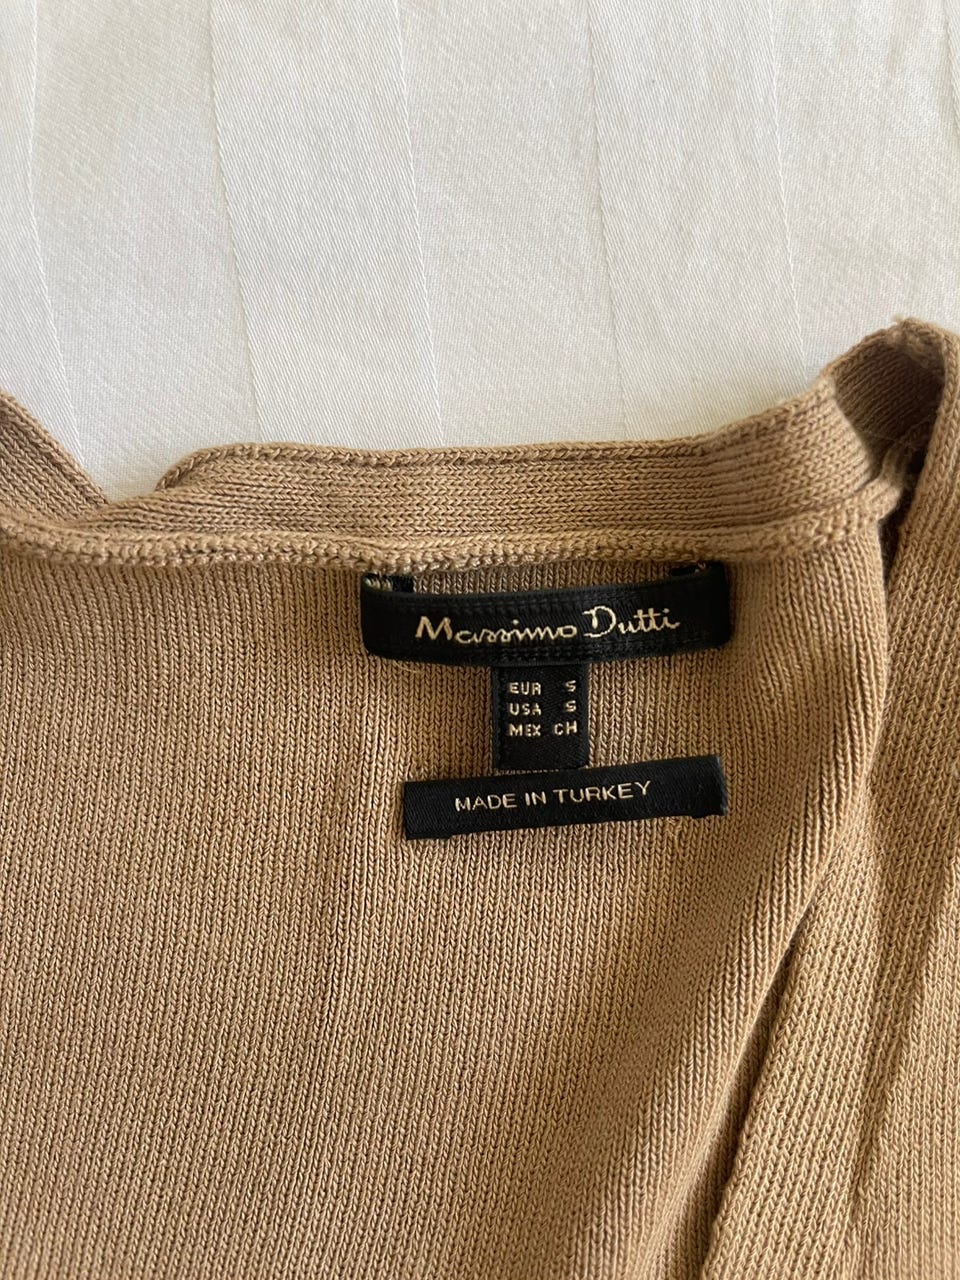 Massimo Dutti
EUR S
USA S
MEX CH
MADE IN TURKEY